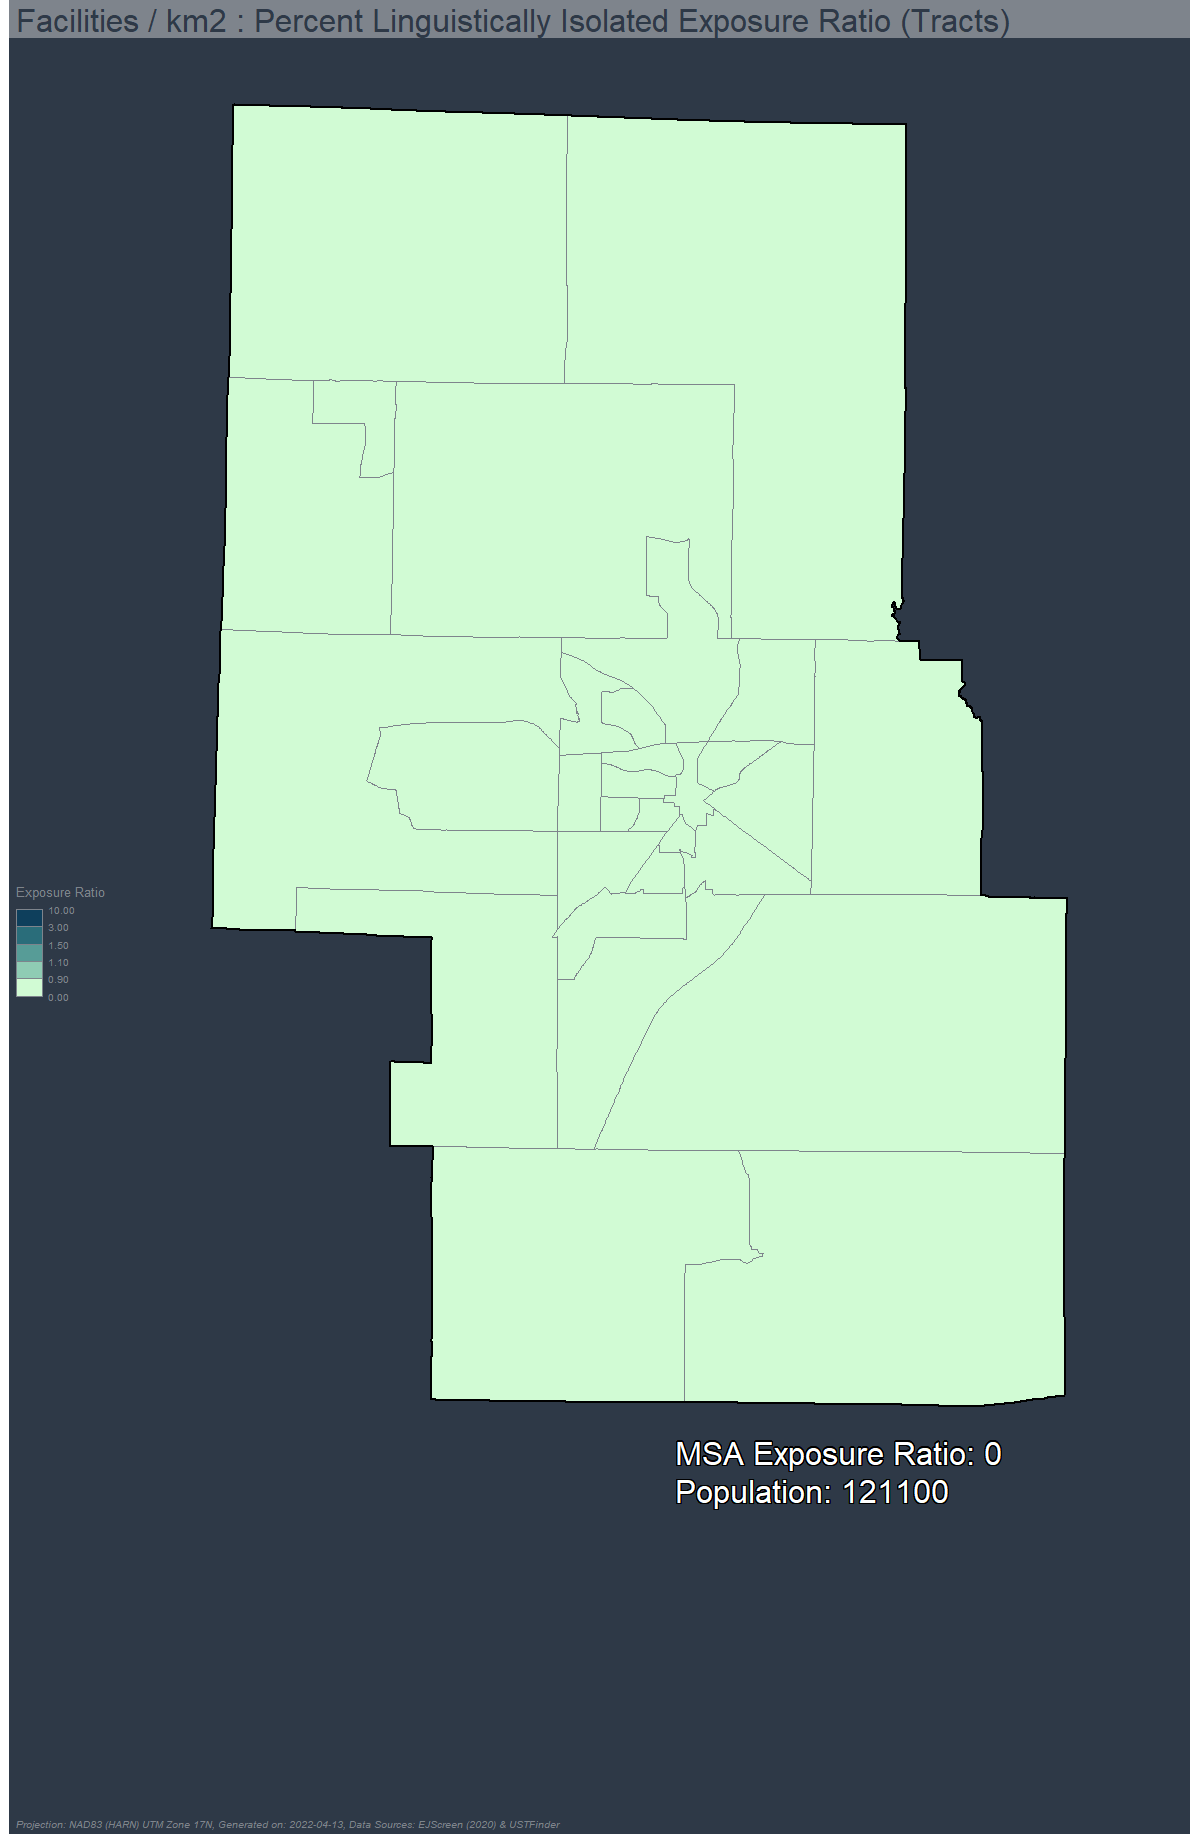 Facilities / km2 : Percent Linguistically Isolated Exposure Ratio (Tracts)
Exposure Ratio
10.00
3.00
1.50
1.10
0.90
0.00
MSA Exposure Ratio: 0
Population: 121100
Projection: NAD83 (HARN) UTM Zone 17N, Generated on: 2022-04-13, Data Sources: EJScreen (2020) & USTFinder